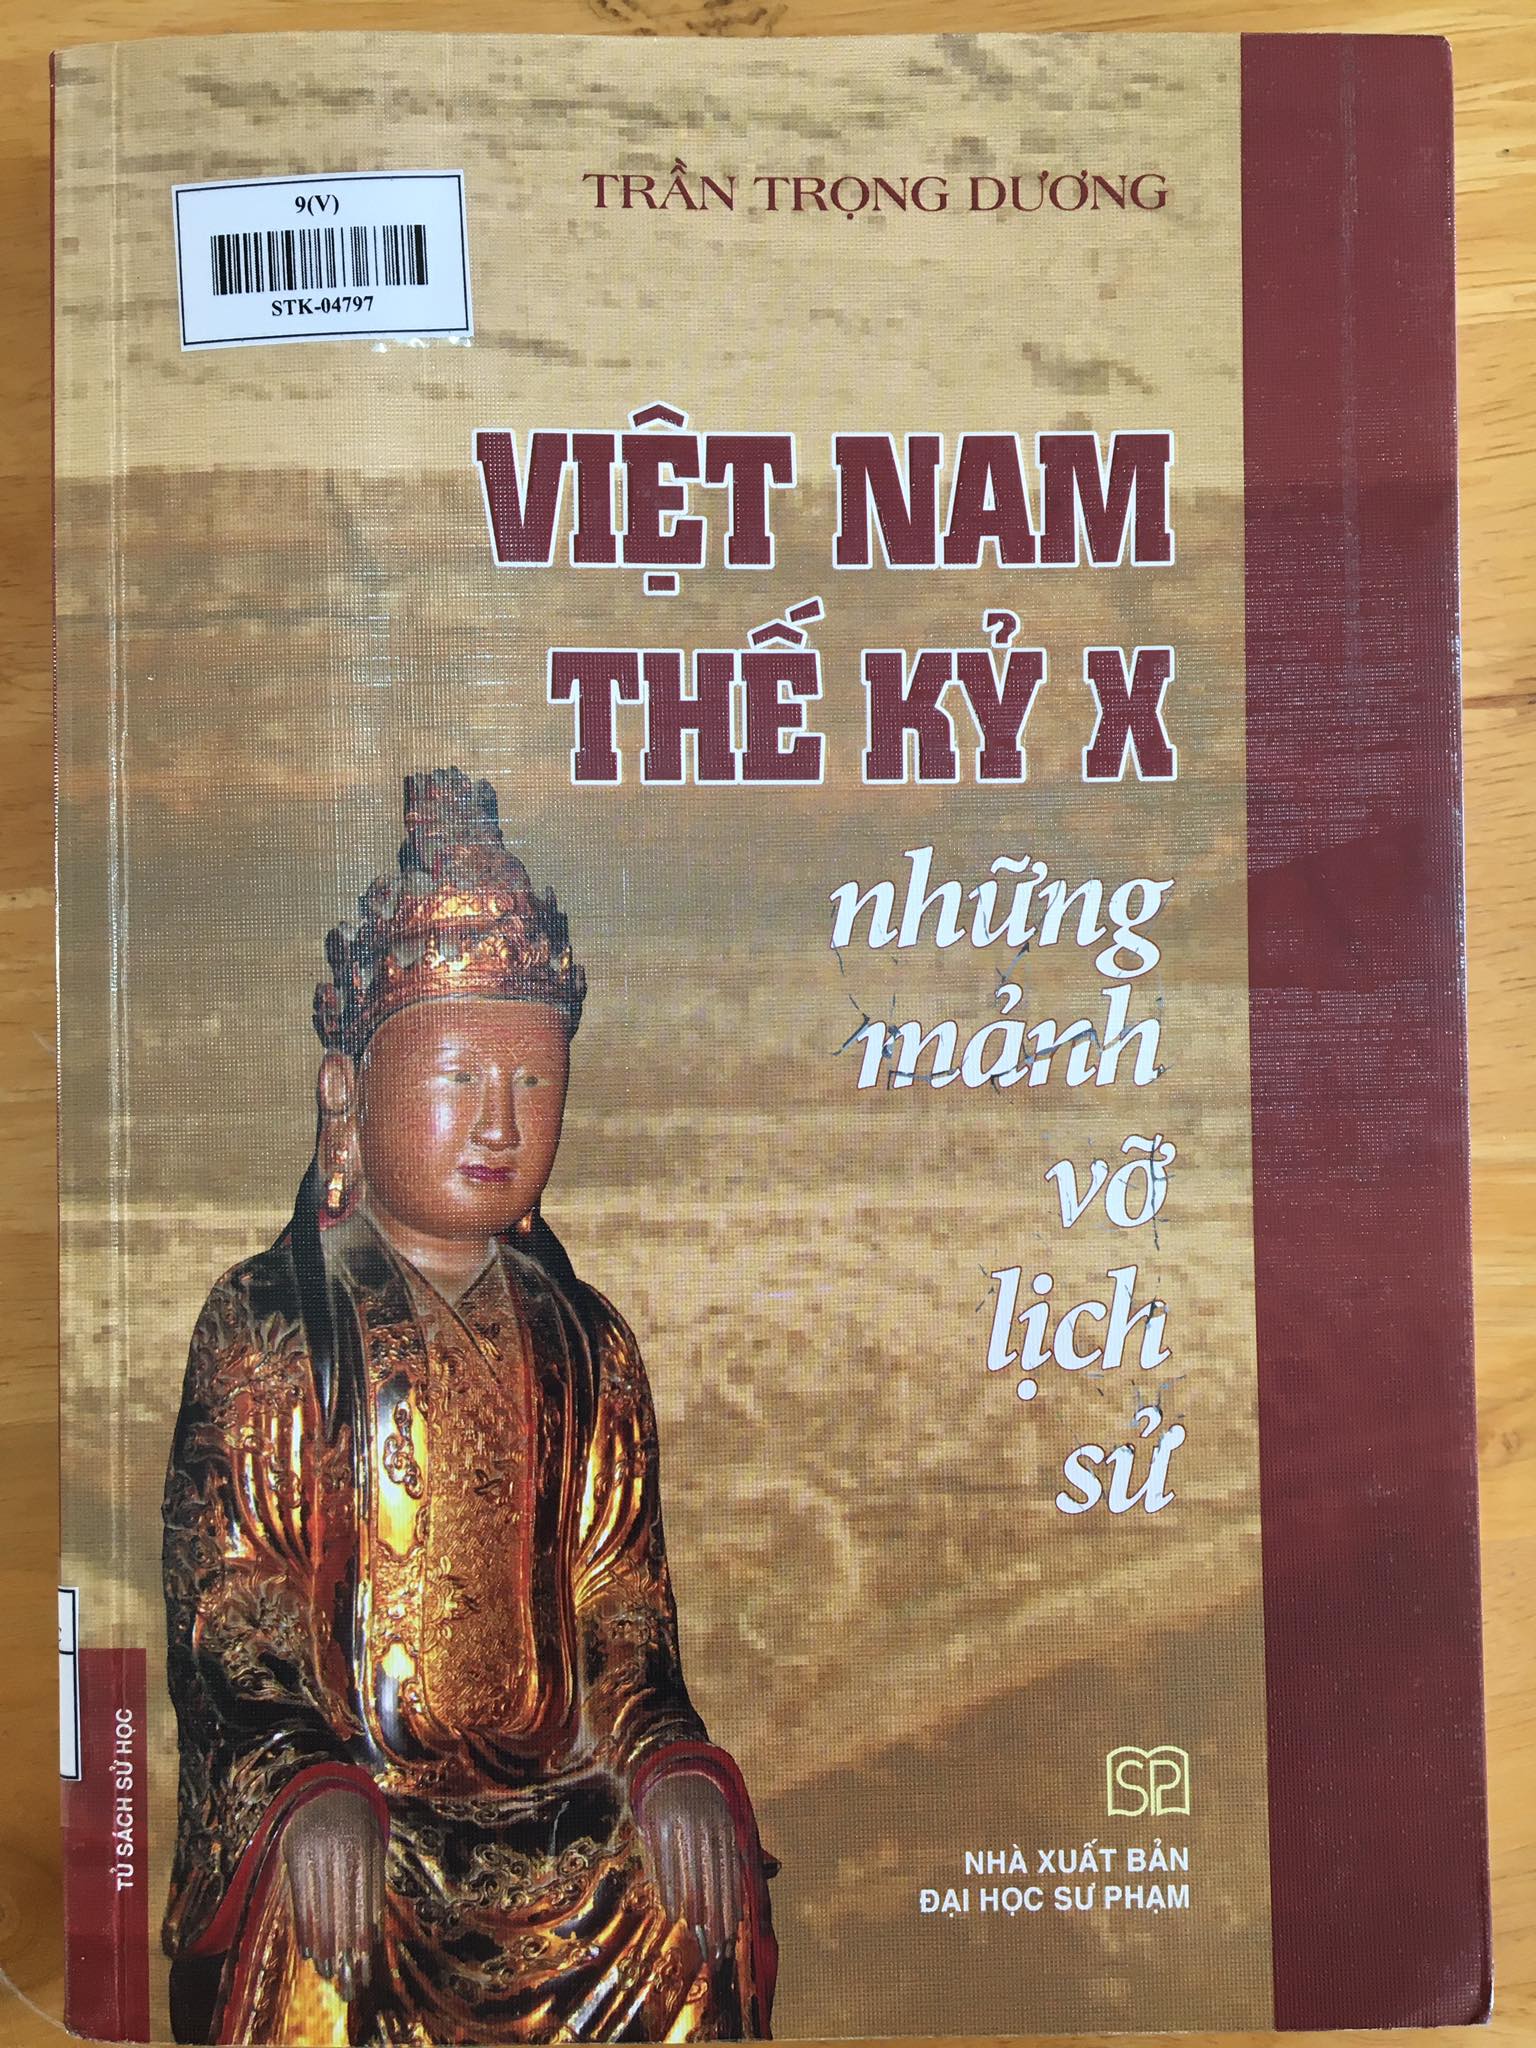 9(V)
STK-04797
TRẦN TRỌNG DƯƠNG
VIỆT NAM
THẾ KỶ X
những
mảnh
vỡ
lịch
sử
SP
NHÀ XUẤT BẢN
ĐẠI HỌC SƯ PHẠM
TỦ SÁCH SỬ HỌC